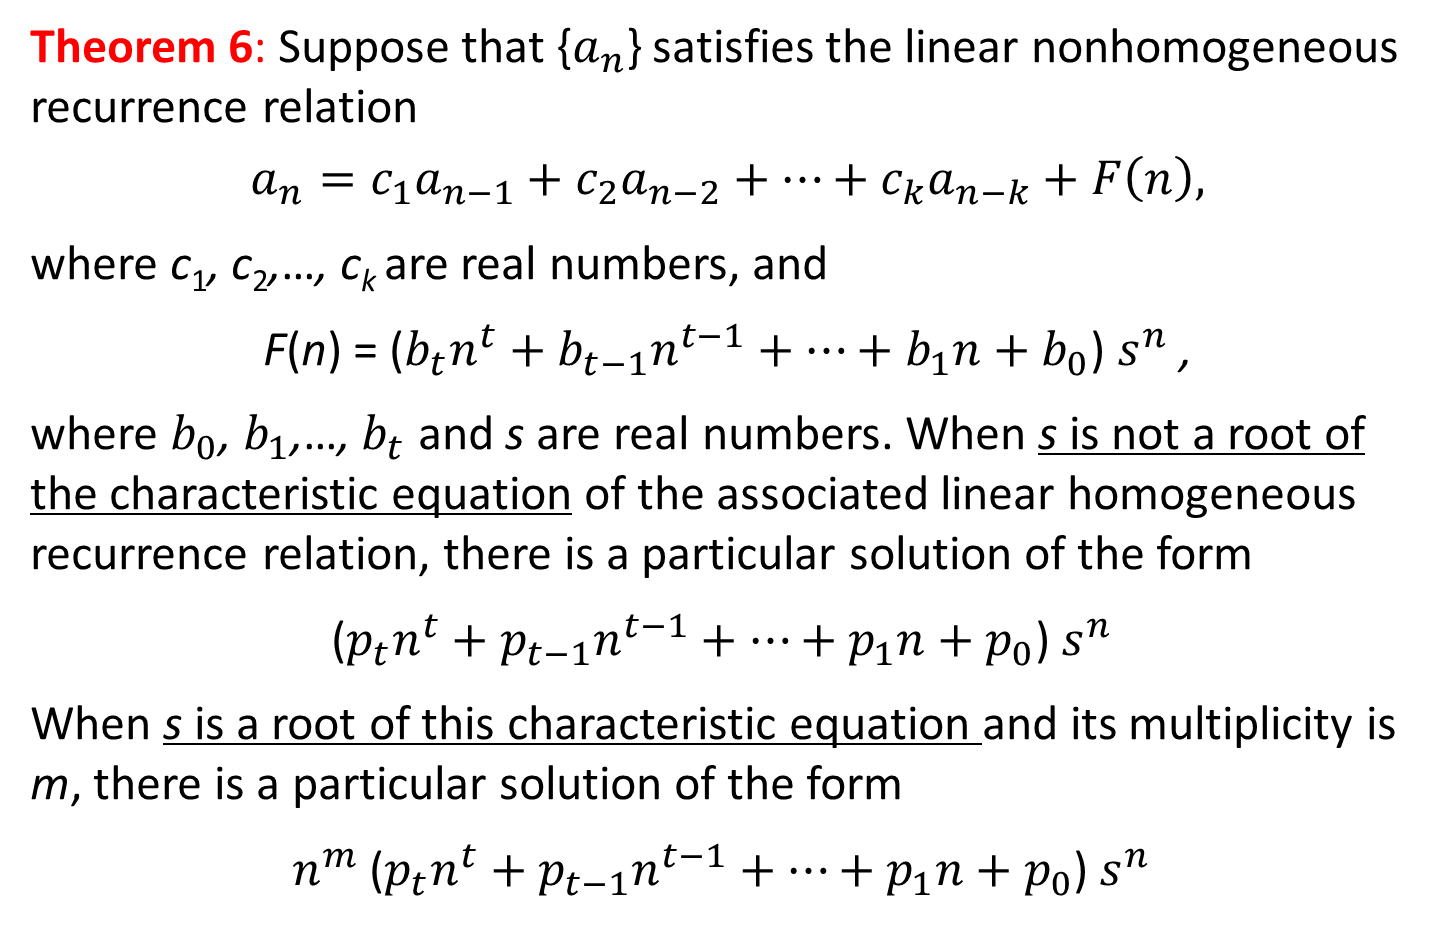 Theorem 6: Suppose that {aₙ} satisfies the linear nonhomogeneous
recurrence relation
aₙ = c₁aₙ₋₁ + c₂aₙ₋₂ + ⋯ + cₖaₙ₋ₖ + F(n),
where c₁, c₂,..., cₖ are real numbers, and
F(n) = (bₜnᵗ + bₜ₋₁nᵗ⁻¹ + ⋯ + b₁n + b₀) sⁿ ,
where b₀, b₁,..., bₜ and s are real numbers. When s is not a root of
the characteristic equation of the associated linear homogeneous
recurrence relation, there is a particular solution of the form
(pₜnᵗ + pₜ₋₁nᵗ⁻¹ + ⋯ + p₁n + p₀) sⁿ
When s is a root of this characteristic equation and its multiplicity is
m, there is a particular solution of the form
nᵐ (pₜnᵗ + pₜ₋₁nᵗ⁻¹ + ⋯ + p₁n + p₀) sⁿ